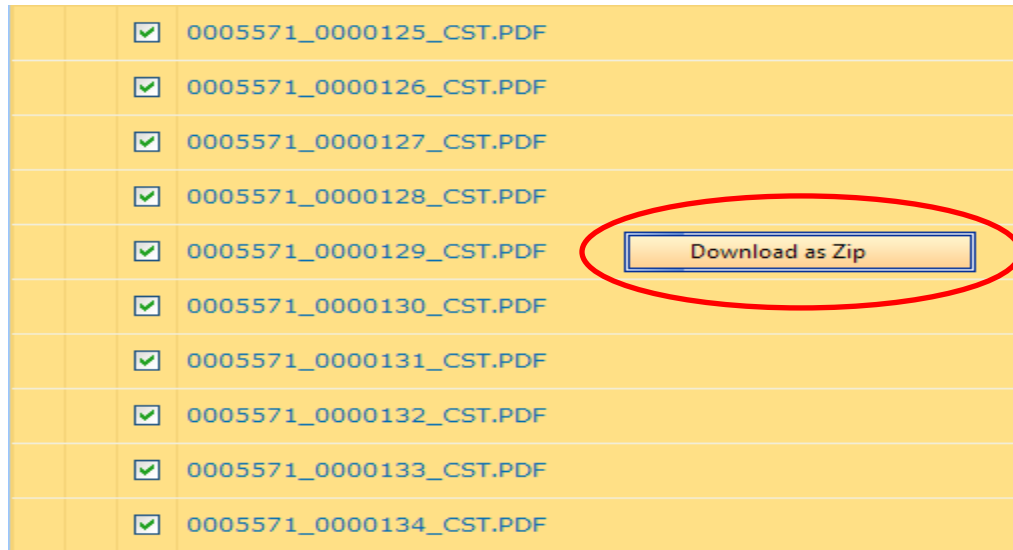 0005571_0000125_CST.PDF
0005571_0000126_CST.PDF
0005571_0000127_CST.PDF
0005571_0000128_CST.PDF
0005571_0000129_CST.PDF Download as Zip
0005571_0000130_CST.PDF
0005571_0000131_CST.PDF
0005571_0000132_CST.PDF
0005571_0000133_CST.PDF
0005571_0000134_CST.PDF